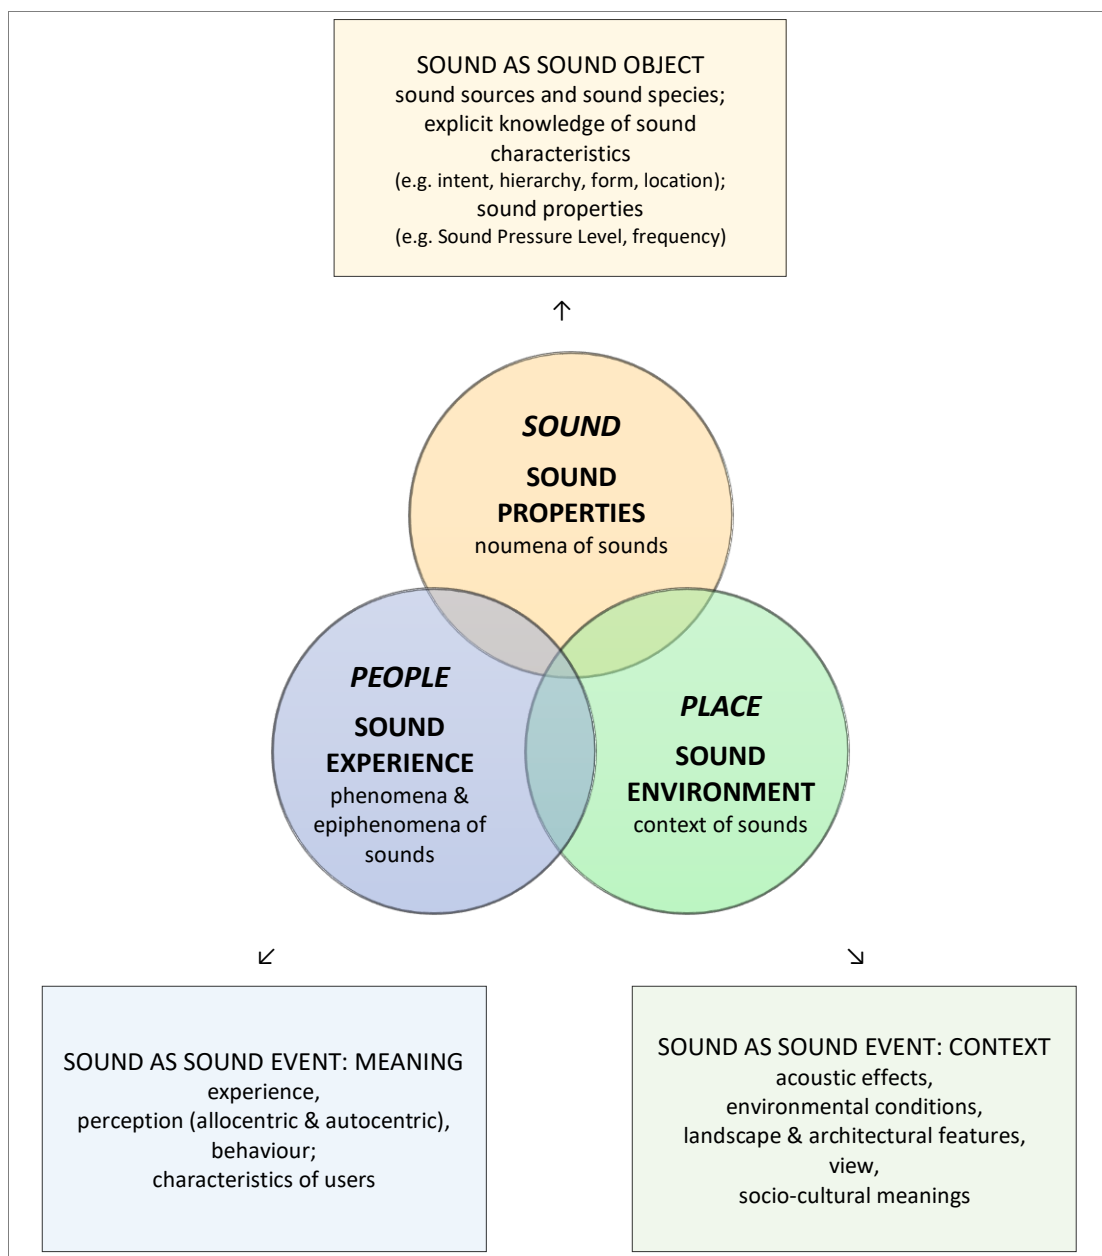 SOUND AS SOUND OBJECT
sound sources and sound species;
explicit knowledge of sound
characteristics
(e.g. intent, hierarchy, form, location);
sound properties
(e.g. Sound Pressure Level, frequency)
↑
SOUND
SOUND
PROPERTIES
noumena of sounds
PEOPLE
SOUND
EXPERIENCE
phenomena &
epiphenomena of
sounds
PLACE
SOUND
ENVIRONMENT
context of sounds
↙
↘
SOUND AS SOUND EVENT: MEANING
experience,
perception (allocentric & autocentric),
behaviour;
characteristics of users
SOUND AS SOUND EVENT: CONTEXT
acoustic effects,
environmental conditions,
landscape & architectural features,
view,
socio-cultural meanings